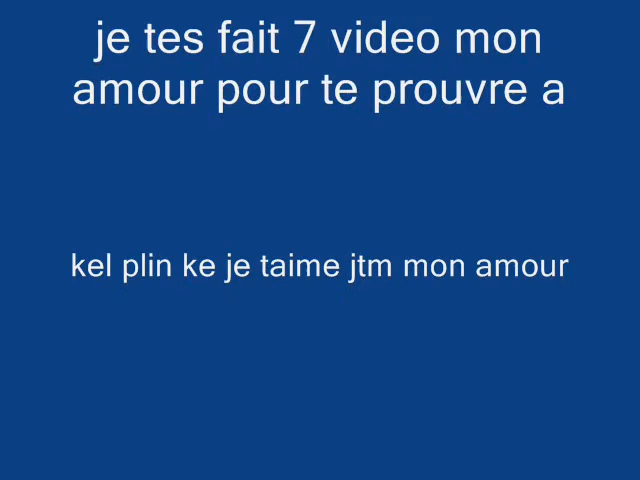 je tes fait 7 video mon
amour pour te prouvre a
kel plin ke je taime jtm mon amour